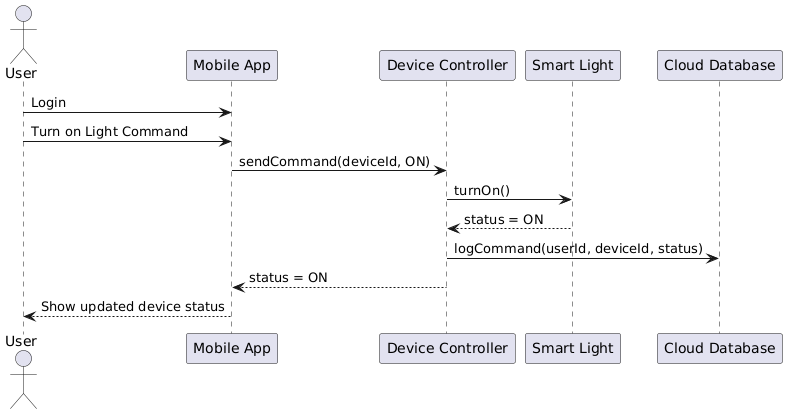 User
Mobile App
Device Controller
Smart Light
Cloud Database
Login
Turn on Light Command
sendCommand(deviceId, ON)
turnOn()
status = ON
logCommand(userId, deviceId, status)
status = ON
Show updated device status
User
Mobile App
Device Controller
Smart Light
Cloud Database